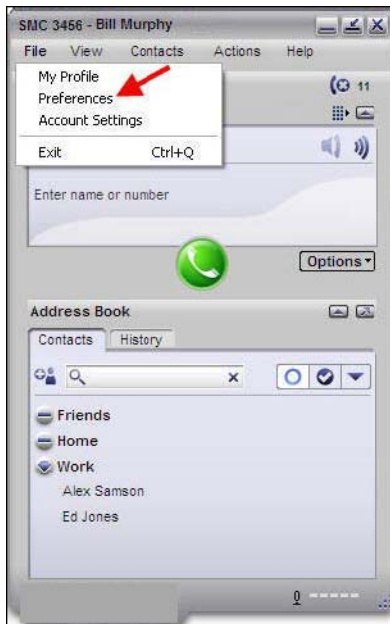 SMC 3456 - Bill Murphy
File View Contacts Actions Help
My Profile
Preferences
Account Settings
Exit Ctrl+Q
11
Enter name or number
Options
Address Book
Contacts History
Friends
Home
Work
Alex Samson
Ed Jones